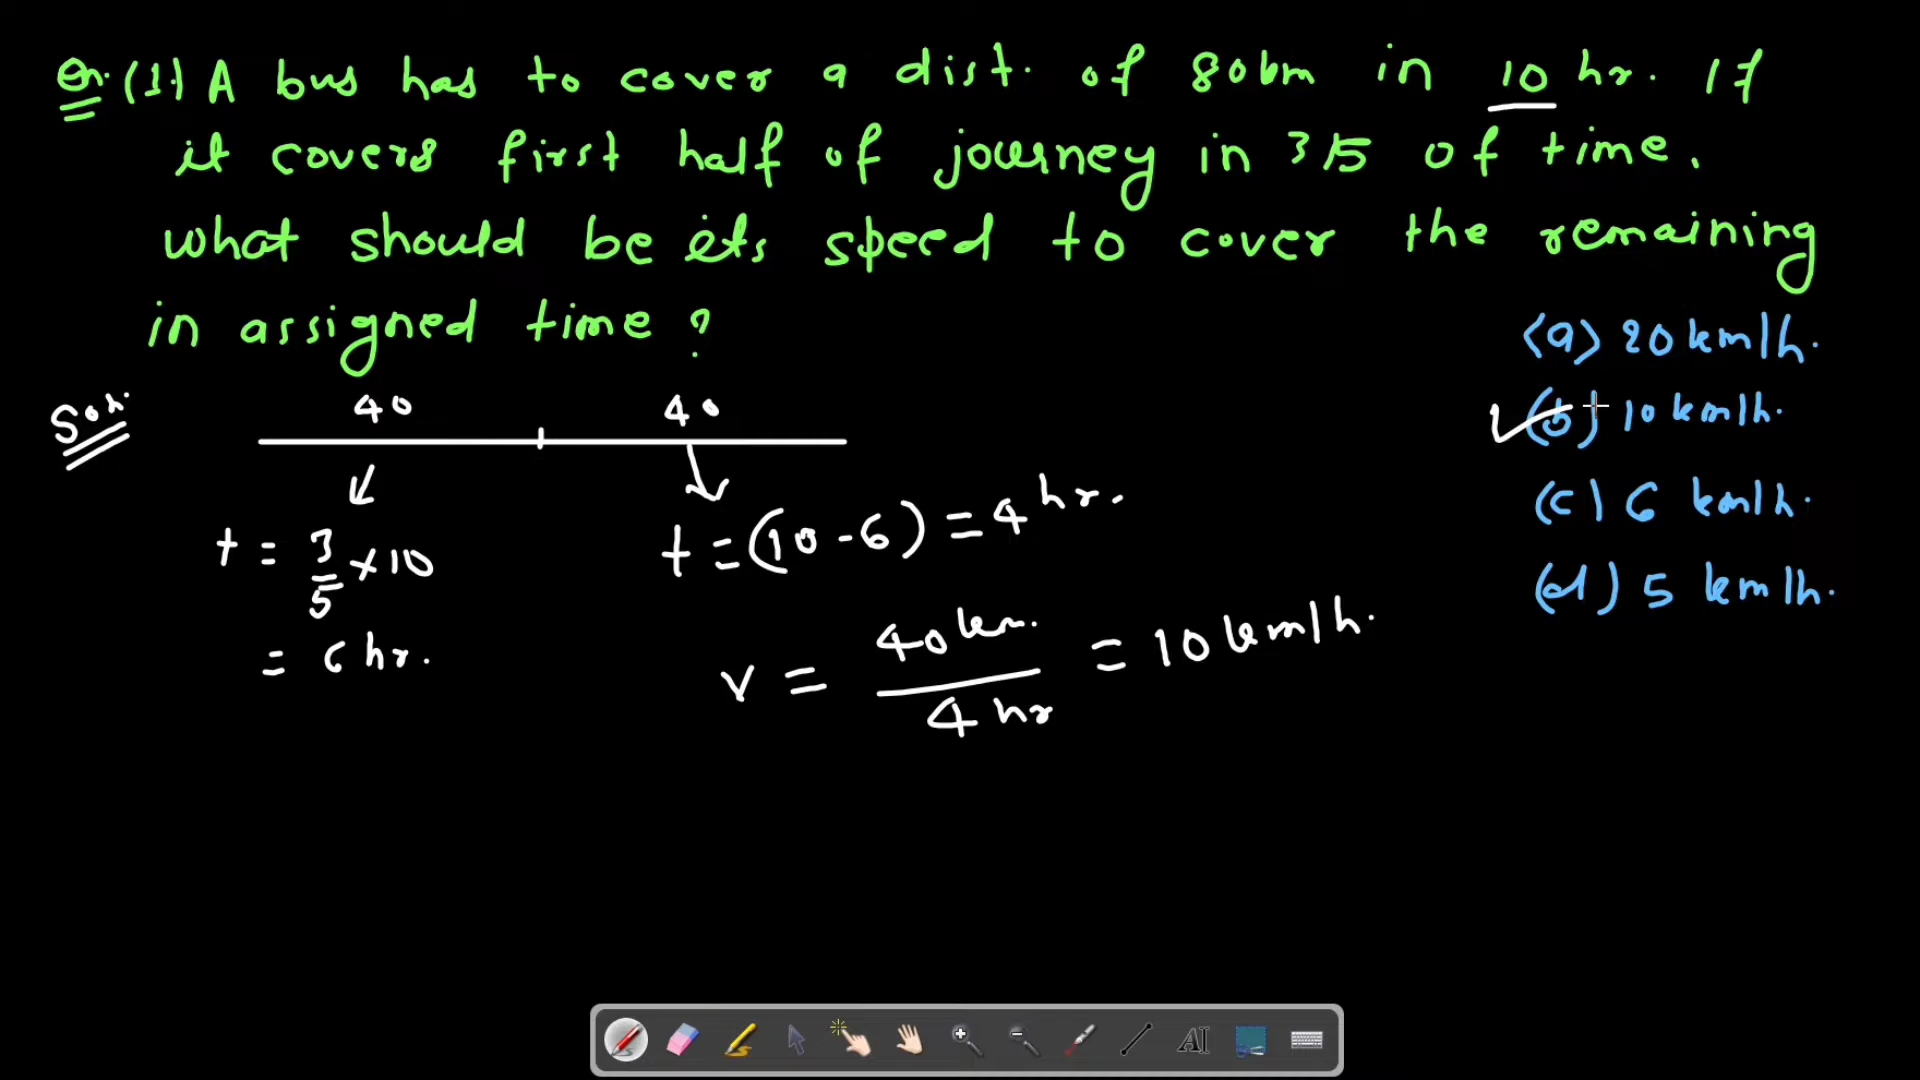 Qn. (1) A bus has to cover a dist. of 80km in 10 hr. If
it covers first half of journey in 3/5 of time.
what should be its speed to cover the remaining
in assigned time ?
(a) 20 km/h.
(b) 10 km/h.
(c) 6 km/h.
(d) 5 km/h.
Soln.
40 40
t = 3/5 × 10
= 6 hr.
t = (10 - 6) = 4 hr.
v = 40 km. / 4 hr = 10 km/h.
AI